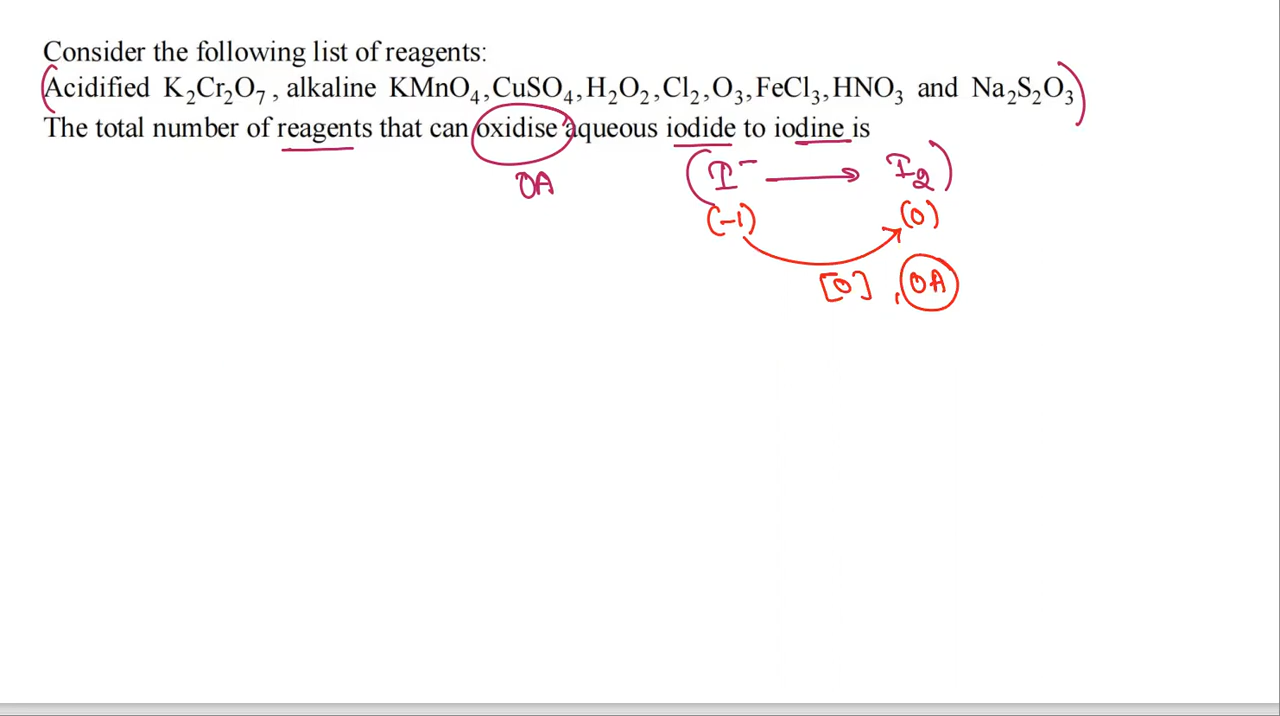 Consider the following list of reagents:
(Acidified K₂Cr₂O₇, alkaline KMnO₄, CuSO₄, H₂O₂, Cl₂, O₃, FeCl₃, HNO₃ and Na₂S₂O₃)
The total number of reagents that can oxidise aqueous iodide to iodine is
OA (I⁻ → I₂)
(-1) (0)
[O], OA